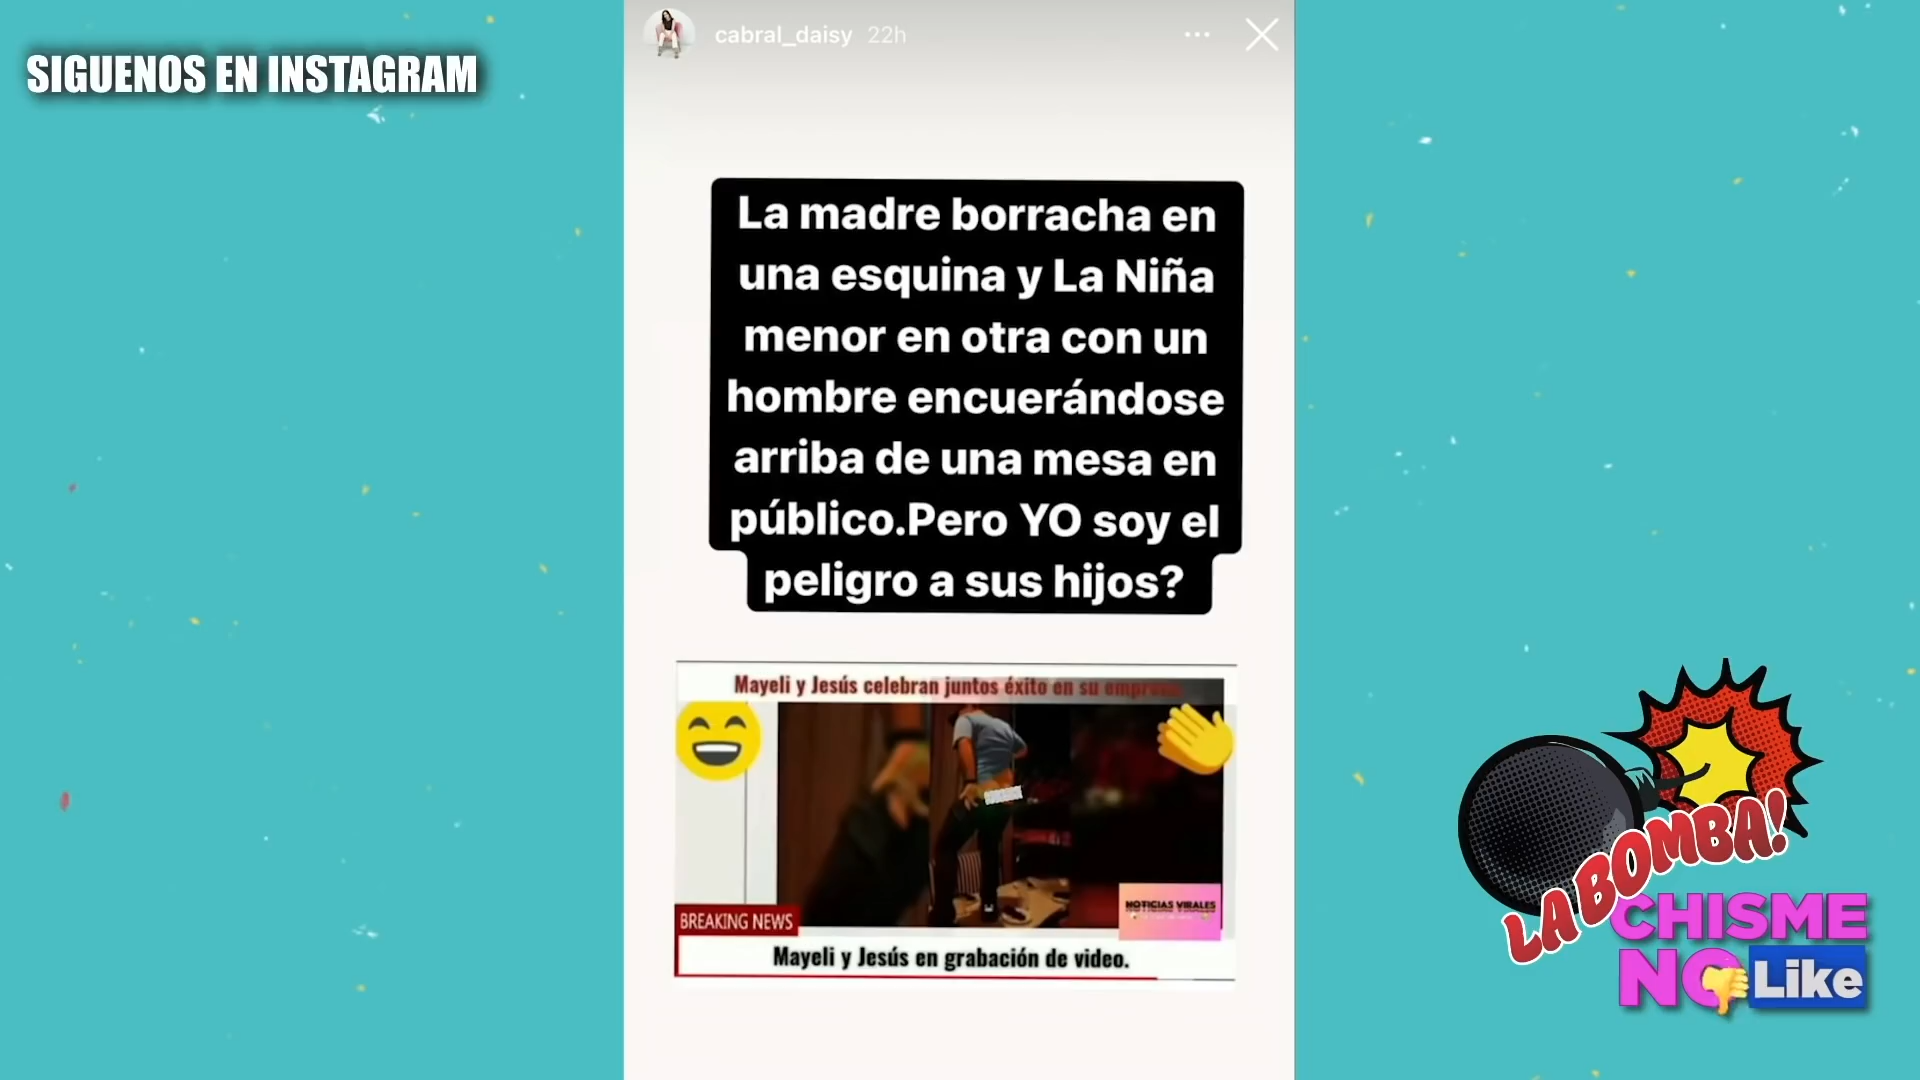 SIGUENOS EN INSTAGRAM
cabral_daisy 22h
La madre borracha en
una esquina y La Niña
menor en otra con un
hombre encuerándose
arriba de una mesa en
público.Pero YO soy el
peligro a sus hijos?
Mayeli y Jesús celebran juntos éxito en su empresa.
BREAKING NEWS
NOTICIAS VIRALES
Mayeli y Jesús en grabación de video.
LA BOMBA!
CHISME
NO Like